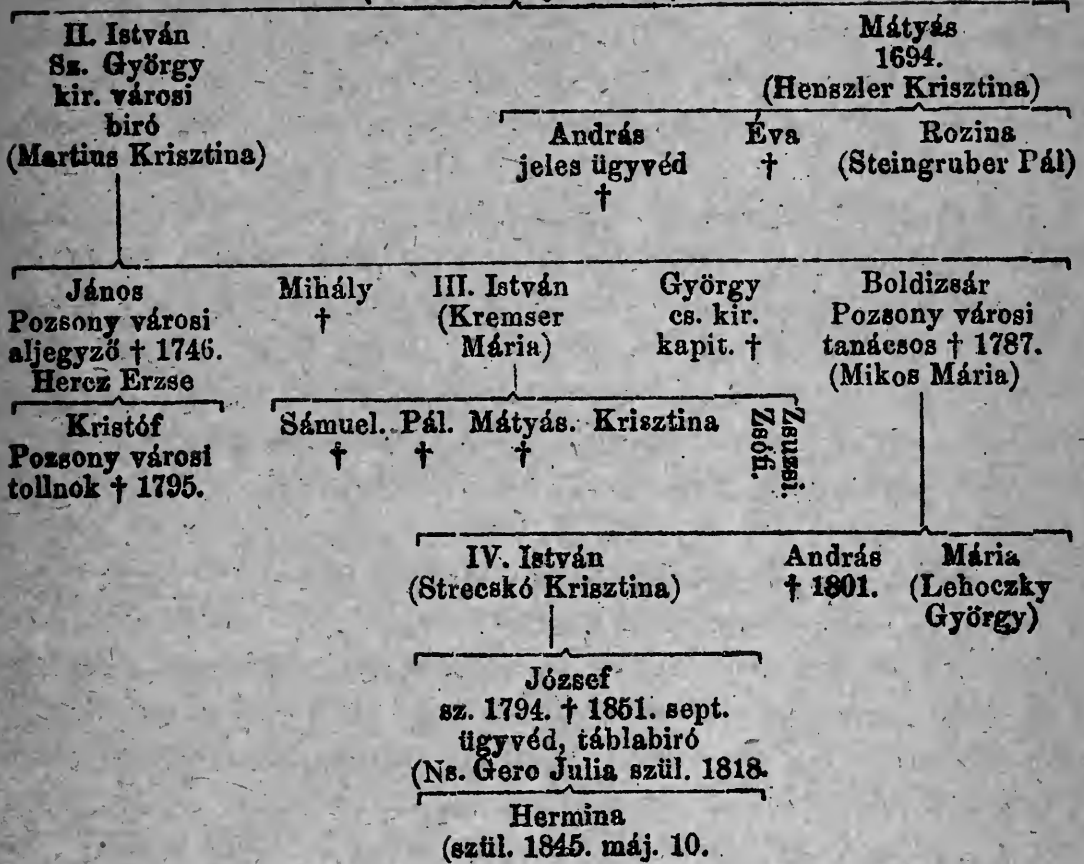 II. István
Sz. György
kir. városi
biró
(Martius Krisztina)
Mátyás
1694.
(Henszler Krisztina)
András
jeles ügyvéd
†
Éva
†
Rozina
(Steingruber Pál)
János
Pozsony városi
aljegyző † 1746.
Hercz Erzse
Mihály
†
III. István
(Kremser
Mária)
György
cs. kir.
kapit. †
Boldizsár
Pozsony városi
tanácsos † 1787.
(Mikos Mária)
Kristóf
Pozsony városi
tollnok † 1795.
Sámuel. Pál. Mátyás. Krisztina
† † †
Zsuzsi.
Zsófi.
IV. István
(Strecskó Krisztina)
András
† 1801.
Mária
(Lehoczky
György)
József
sz. 1794. † 1851. sept.
ügyvéd, táblabiró
(Ns. Gero Julia szül. 1818.
Hermina
(szül. 1845. máj. 10.